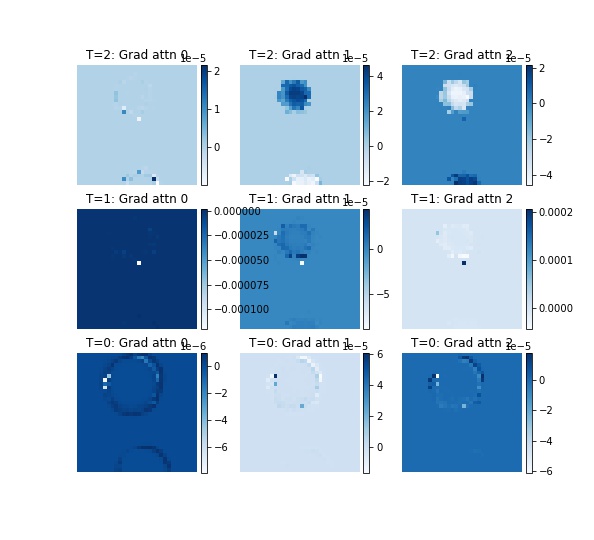 T=2: Grad attn 0
1e−5
2
1
0
T=2: Grad attn 1
4
2
0
−2
T=2: Grad attn 2
1e−5
2
0
−2
−4
T=1: Grad attn 0
0.000000
−0.000025
−0.000050
−0.000075
−0.000100
T=1: Grad attn 1
1e−5
0
−5
T=1: Grad attn 2
0.0002
0.0001
0.0000
T=0: Grad attn 0
1e−6
0
−2
−4
−6
T=0: Grad attn 1
1e−5
6
4
2
0
T=0: Grad attn 2
1e−5
0
−2
−4
−6